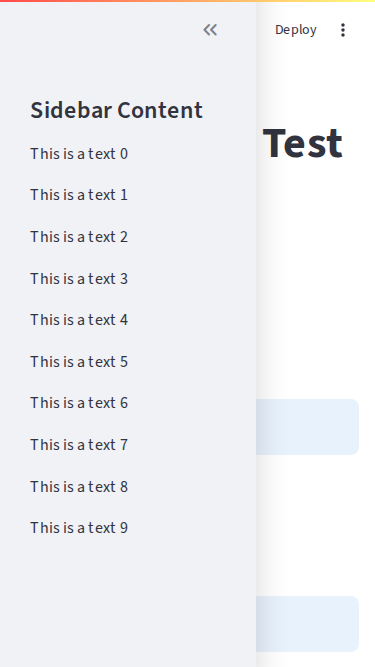 Deploy
Sidebar Content
Test
This is a text 0
This is a text 1
This is a text 2
This is a text 3
This is a text 4
This is a text 5
This is a text 6
This is a text 7
This is a text 8
This is a text 9